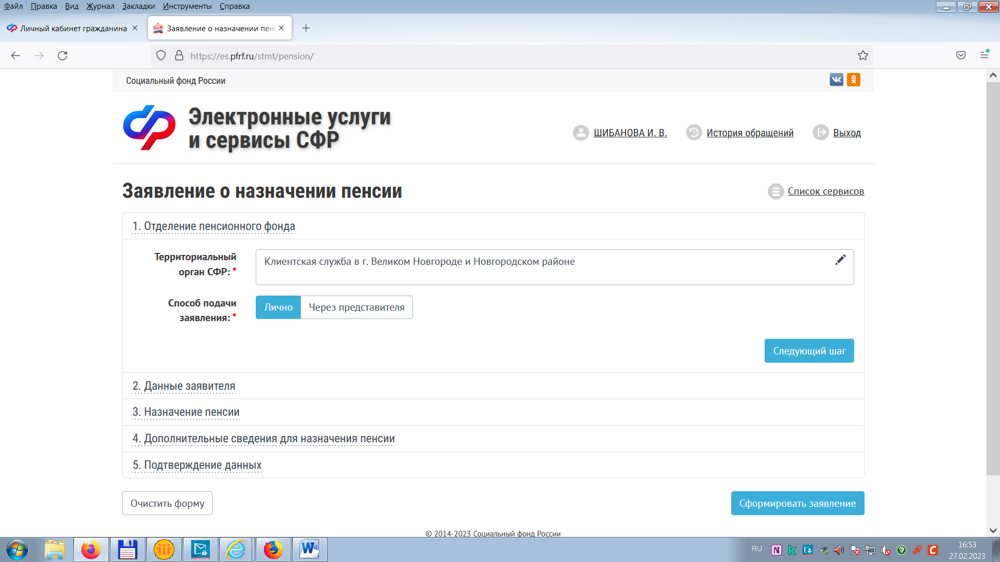 Файл Правка Вид Журнал Закладки Инструменты Справка
Личный кабинет гражданина
Заявление о назначении пенс
https://es.pfrf.ru/stmt/pension/
Социальный фонд России
Электронные услуги
и сервисы СФР
ШИБАНОВА И. В.
История обращений
Выход
Заявление о назначении пенсии
Список сервисов
1. Отделение пенсионного фонда
Территориальный
орган СФР: *
Клиентская служба в г. Великом Новгороде и Новгородском районе
Способ подачи
заявления: *
Лично
Через представителя
Следующий шаг
2. Данные заявителя
3. Назначение пенсии
4. Дополнительные сведения для назначения пенсии
5. Подтверждение данных
Очистить форму
Сформировать заявление
© 2014-2023 Социальный фонд России
RU
16:53
27.02.2023